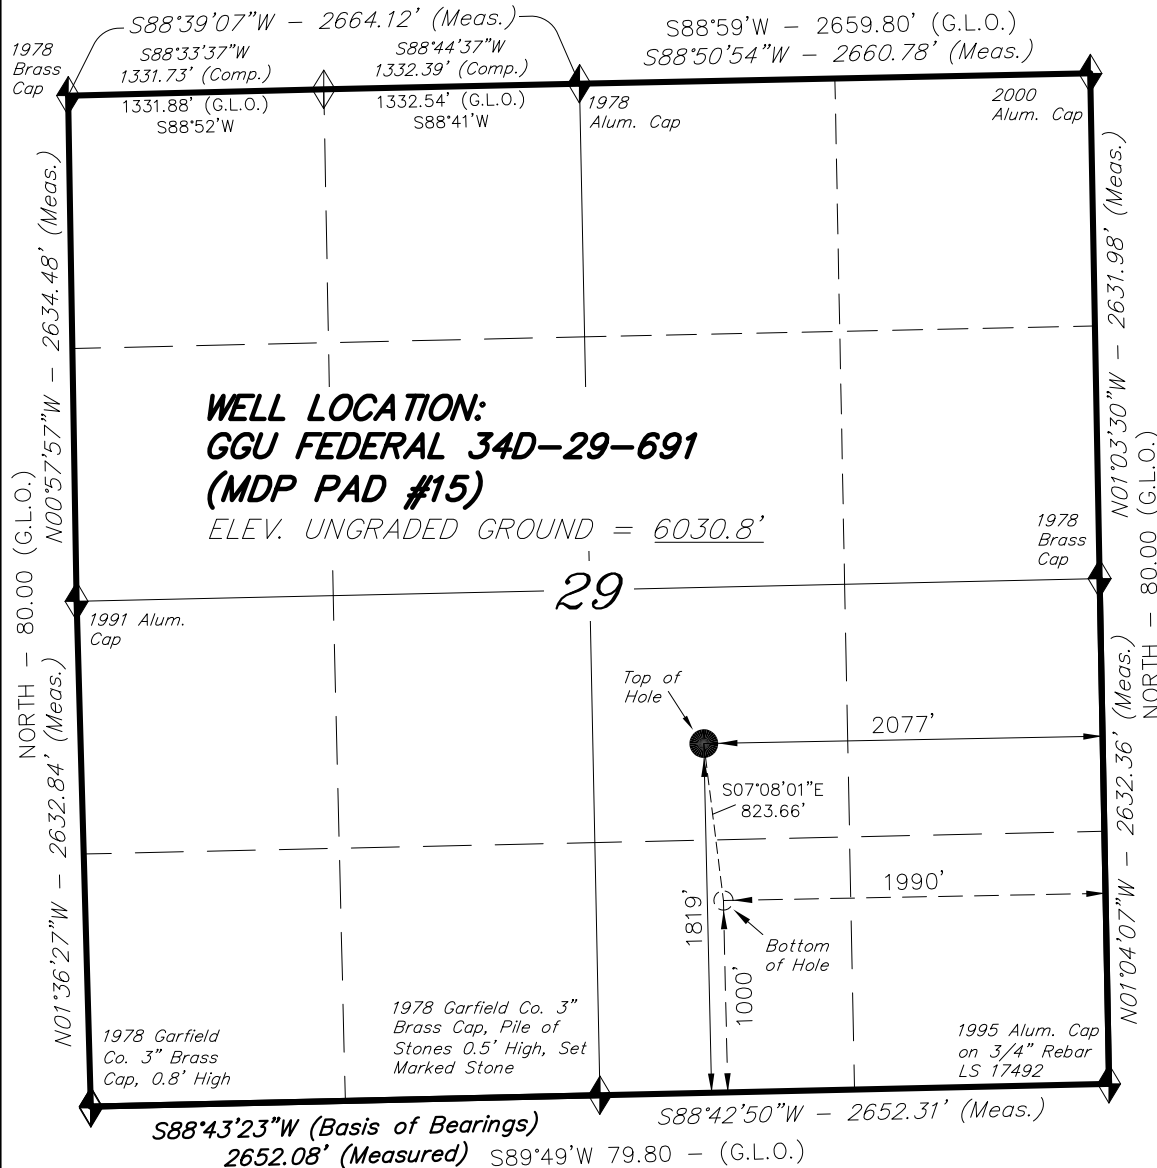 S88°39'07"W - 2664.12' (Meas.)
S88°59'W - 2659.80' (G.L.O.)
S88°50'54"W - 2660.78' (Meas.)
1978
Brass
Cap
S88°33'37"W
1331.73' (Comp.)
S88°44'37"W
1332.39' (Comp.)
1331.88' (G.L.O.)
S88°52'W
1332.54' (G.L.O.)
S88°41'W
1978
Alum. Cap
2000
Alum. Cap
N00°57'57"W - 2634.48' (Meas.)
N01°03'30"W - 2631.98' (Meas.)
WELL LOCATION:
GGU FEDERAL 34D-29-691
(MDP PAD #15)
ELEV. UNGRADED GROUND = 6030.8'
NORTH - 80.00 (G.L.O.)
NORTH - 80.00 (G.L.O.)
1978
Brass
Cap
29
1991 Alum.
Cap
Top of
Hole
2077'
S07°08'01"E
823.66'
N01°36'27"W - 2632.84' (Meas.)
N01°04'07"W - 2632.36' (Meas.)
1990'
1819'
Bottom
of Hole
1000'
1978 Garfield
Co. 3" Brass
Cap, 0.8' High
1978 Garfield Co. 3"
Brass Cap, Pile of
Stones 0.5' High, Set
Marked Stone
1995 Alum. Cap
on 3/4" Rebar
LS 17492
S88°43'23"W (Basis of Bearings)
2652.08' (Measured)
S88°42'50"W - 2652.31' (Meas.)
S89°49'W 79.80 - (G.L.O.)